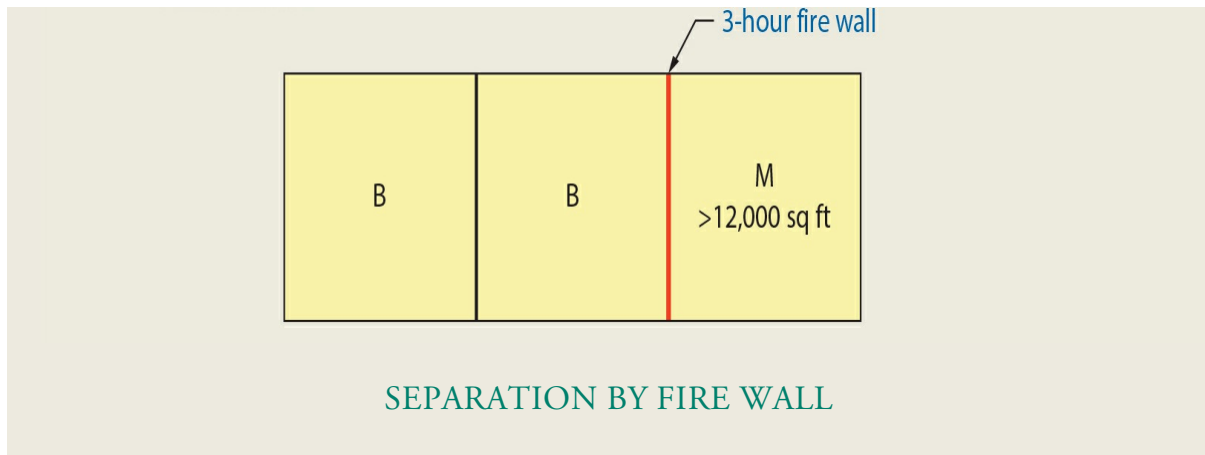 3-hour fire wall
B
B
M
>12,000 sq ft
SEPARATION BY FIRE WALL